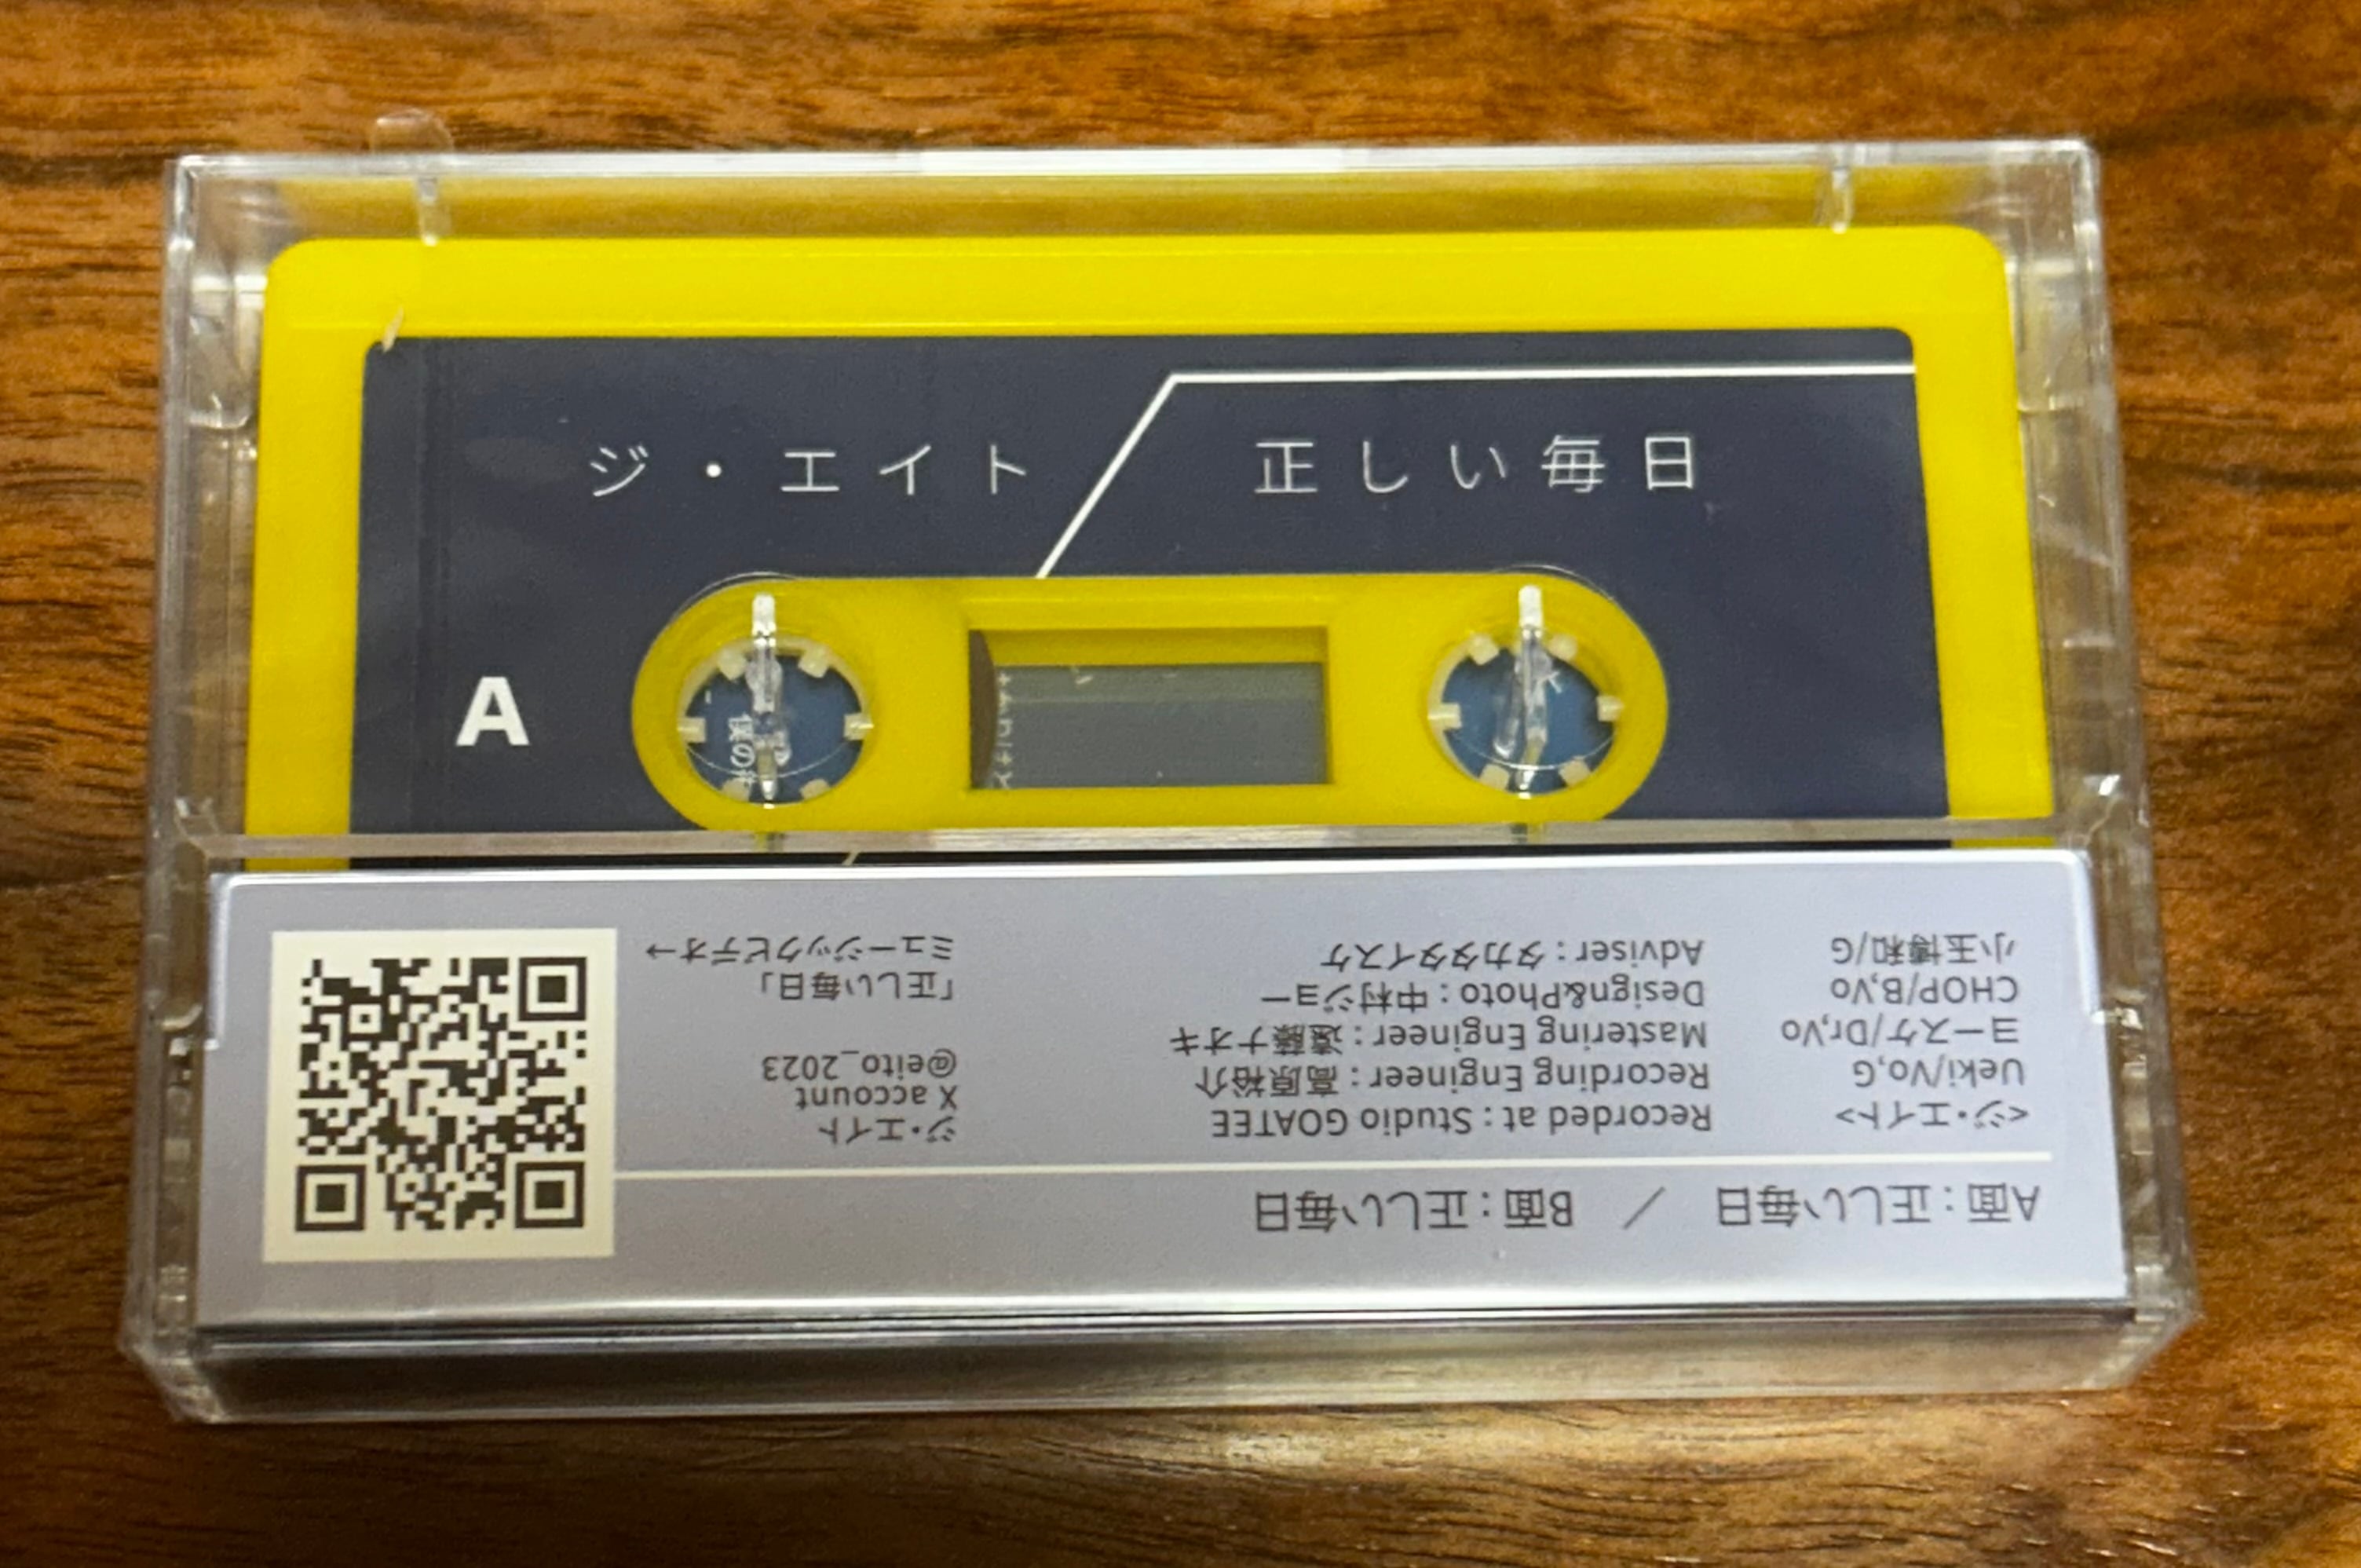 ジ・エイト
正しい毎日
A
僕の
A面：正しい毎日 ／ B面：正しい毎日
<ジ・エイト>
Ueki/Vo,G
ヨースケ/Dr,Vo
CHOP/B,Vo
小玉博和/G
Recorded at : Studio GOATEE
Recording Engineer : 高原裕介
Mastering Engineer : 遠藤ナオキ
Design&Photo : 中村ジョー
Adviser : タカタタイスケ
ジ・エイト
X account
@eito_2023
「正しい毎日」
ミュージックビデオ→